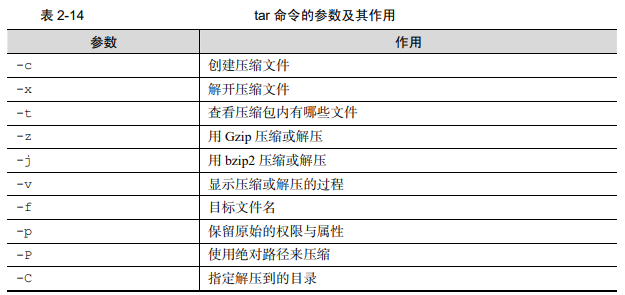 表 2-14 tar 命令的参数及其作用
参数 作用
-c 创建压缩文件
-x 解开压缩文件
-t 查看压缩包内有哪些文件
-z 用 Gzip 压缩或解压
-j 用 bzip2 压缩或解压
-v 显示压缩或解压的过程
-f 目标文件名
-p 保留原始的权限与属性
-P 使用绝对路径来压缩
-C 指定解压到的目录